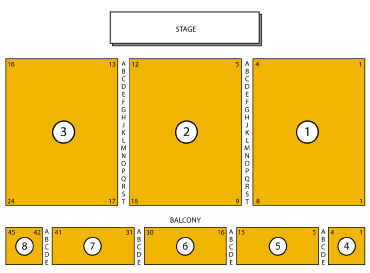 STAGE
16 13 12 5 4 1
A A
B B
C C
D D
E E
F F
G G
H H
J J
K K
3 2 1
L L
M M
N N
O O
P P
Q Q
R R
S S
T T
24 17 16 9 8 1
BALCONY
45 42 41 31 30 16 15 5 4 1
A A A A
B B B B
8 7 6 5 4
C C C C
D D D D
E E E E